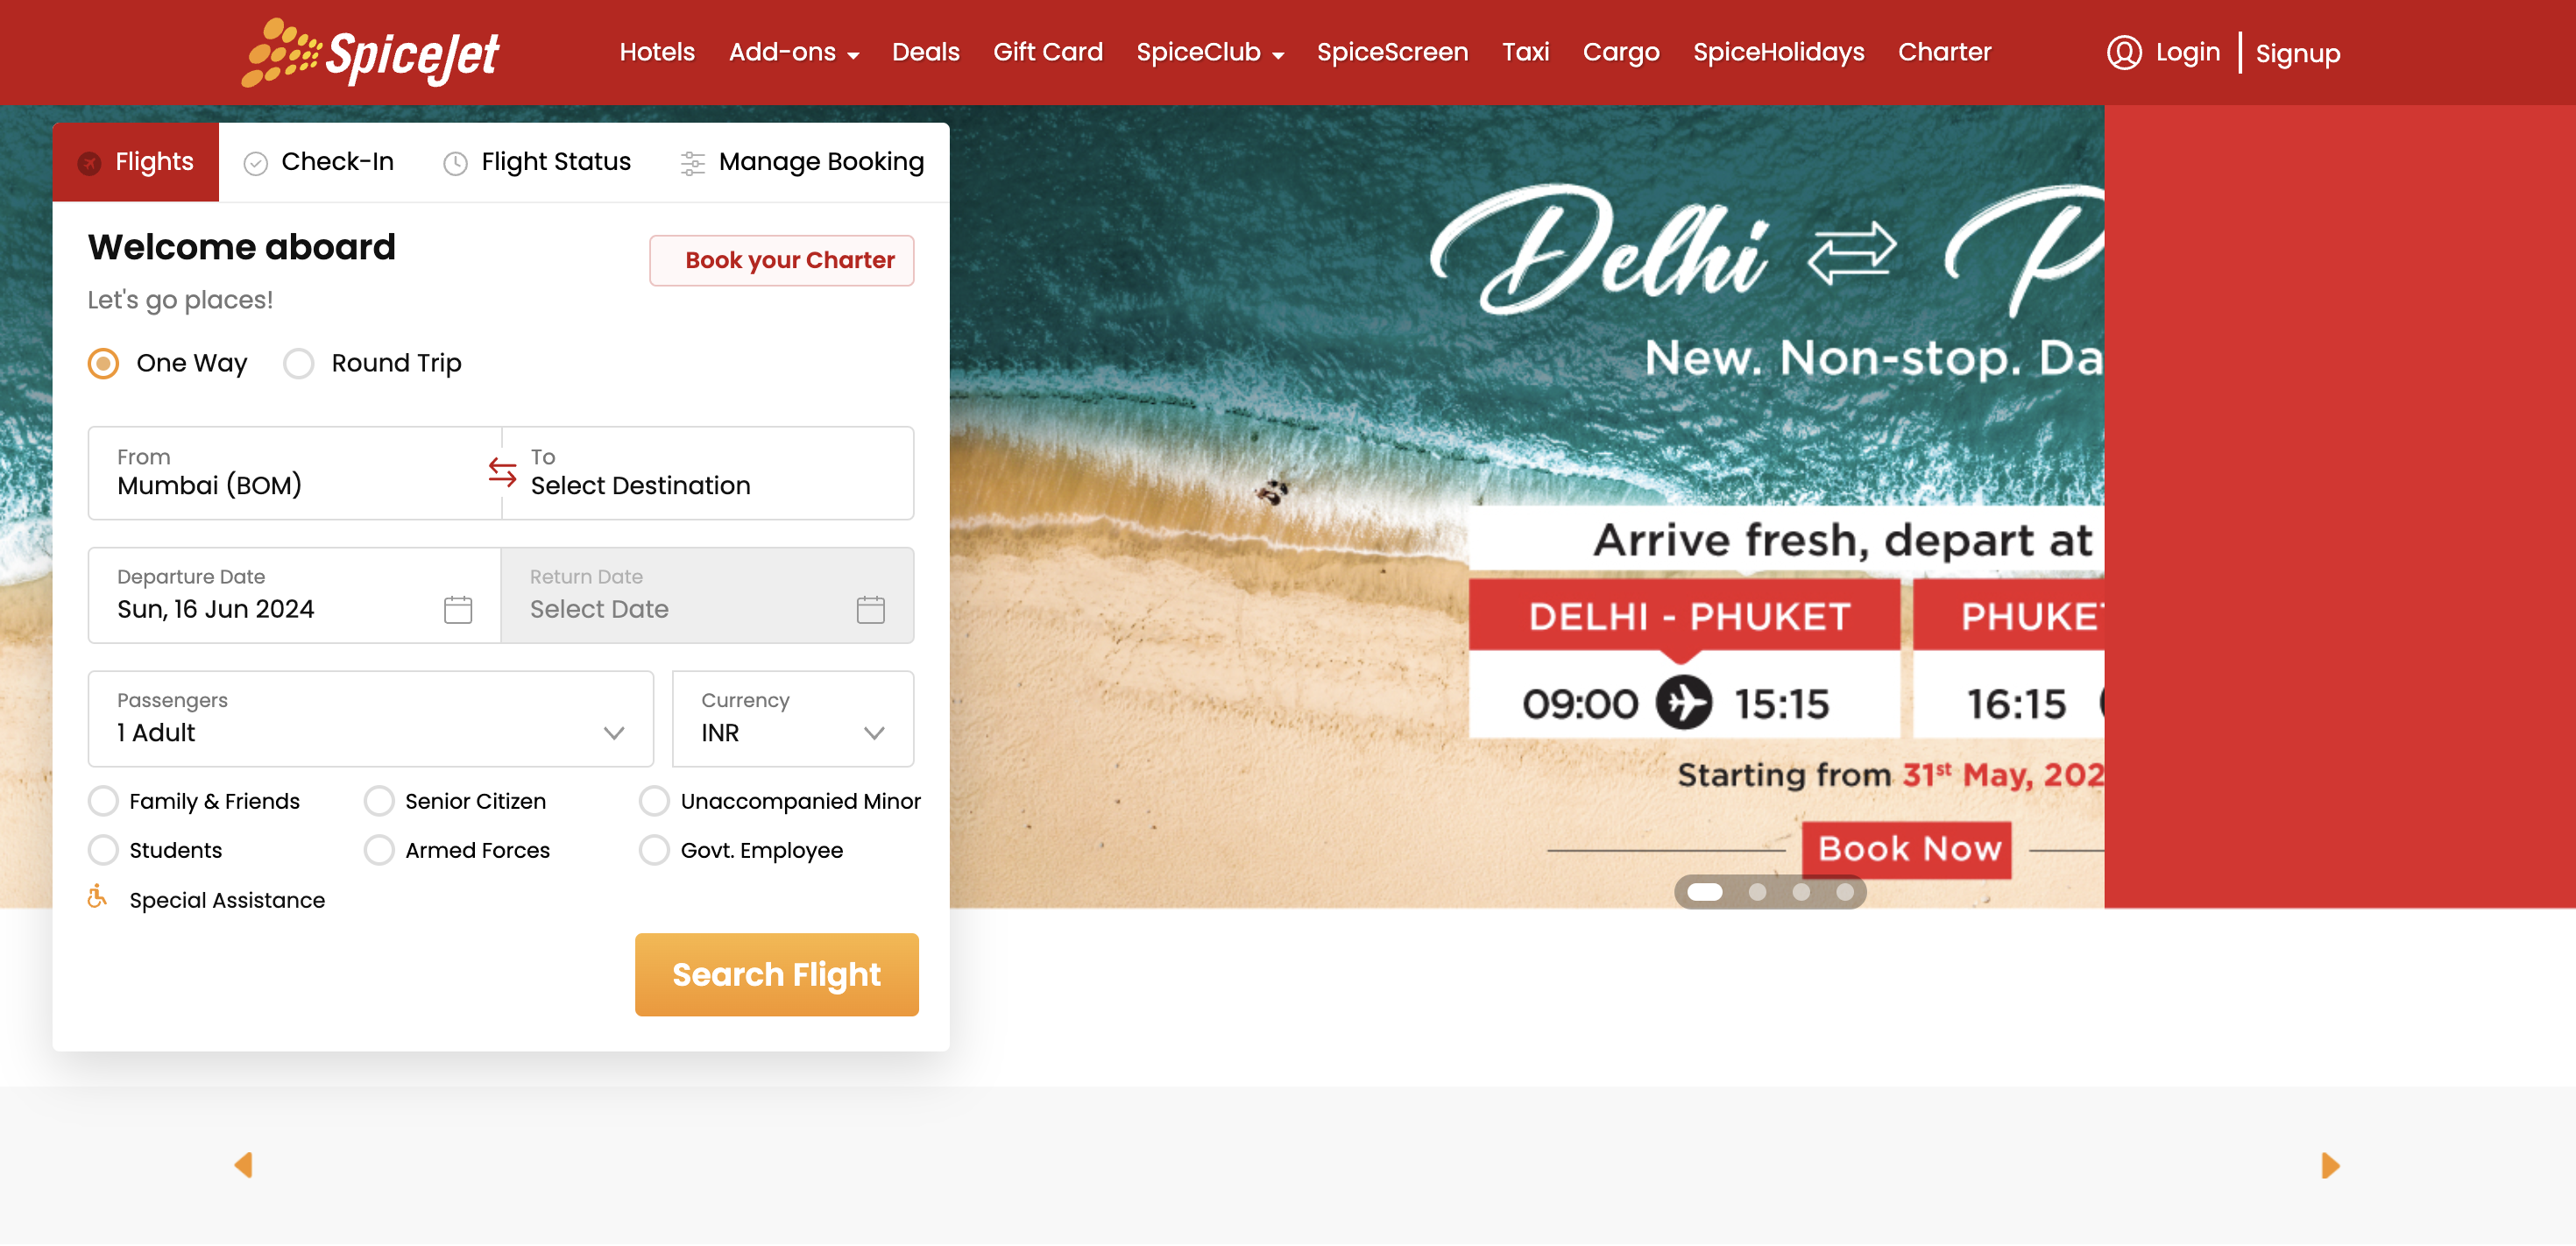 SpiceJet
Hotels Add-ons Deals Gift Card SpiceClub SpiceScreen Taxi Cargo SpiceHolidays Charter
Login Signup
Flights Check-In Flight Status Manage Booking
Welcome aboard
Book your Charter
Let's go places!
One Way Round Trip
From
Mumbai (BOM)
To
Select Destination
Departure Date
Sun, 16 Jun 2024
Return Date
Select Date
Passengers
1 Adult
Currency
INR
Family & Friends Senior Citizen Unaccompanied Minor
Students Armed Forces Govt. Employee
Special Assistance
Search Flight
Delhi P
New. Non-stop. Da
Arrive fresh, depart at
DELHI - PHUKET
PHUKE
09:00 15:15
16:15
Starting from 31st May, 202
Book Now